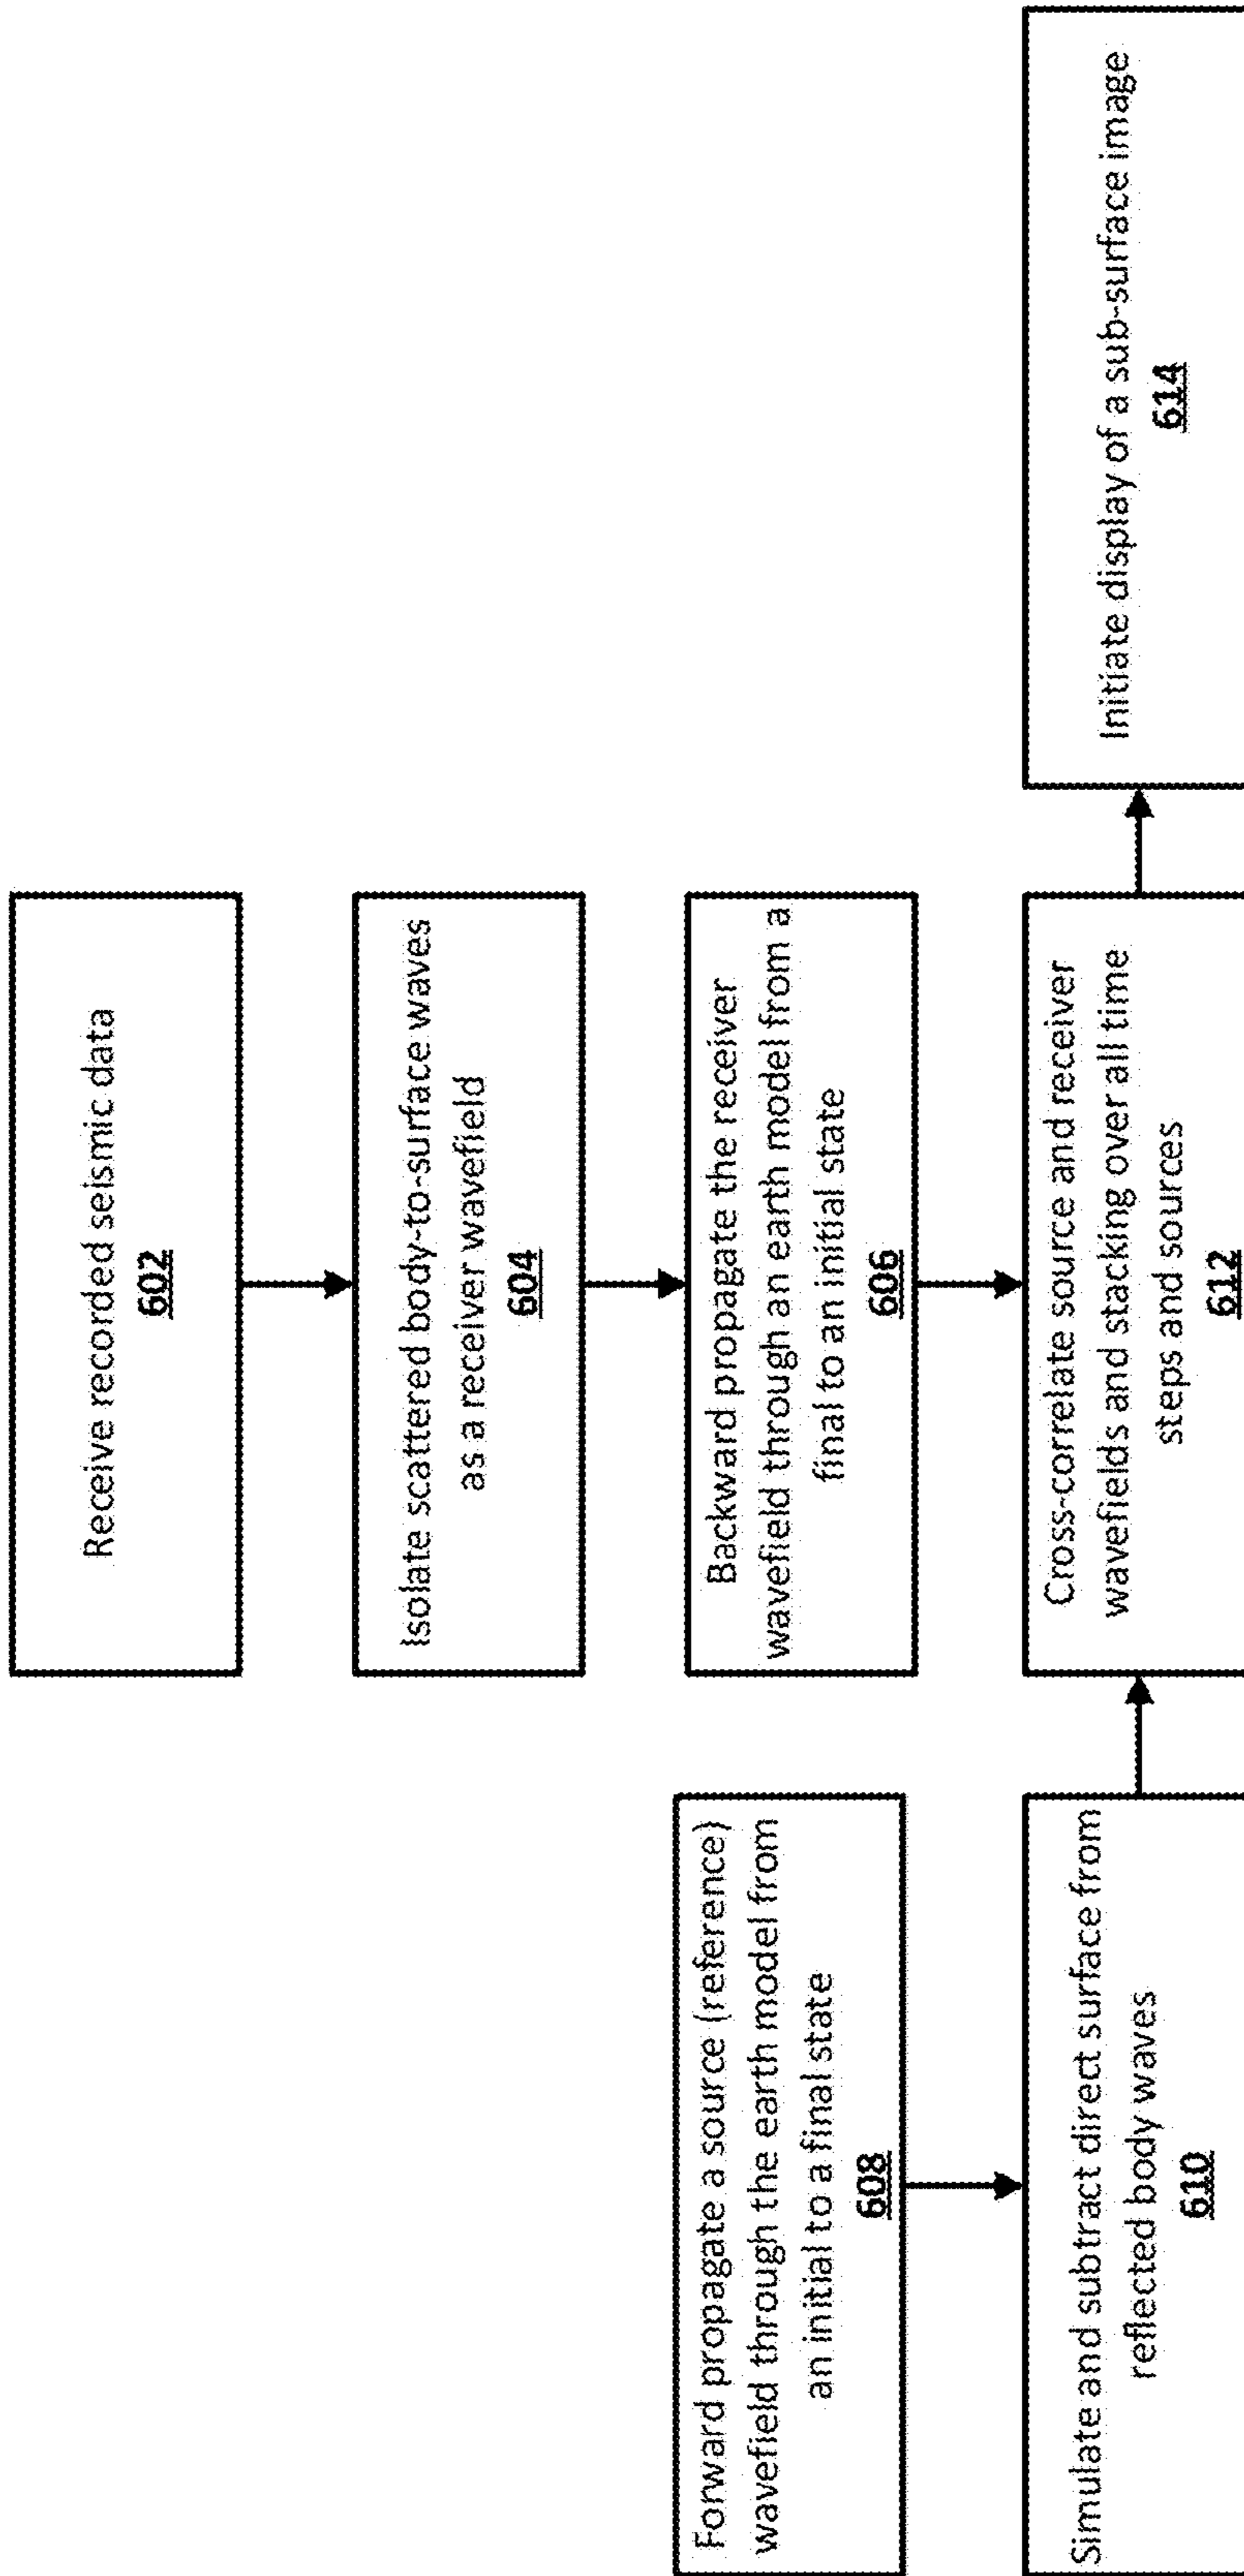 Receive recorded seismic data
602
Isolate scattered body-to-surface waves
as a receiver wavefield
604
Backward propagate the receiver
wavefield through an earth model from a
final to an initial state
606
Forward propagate a source (reference)
wavefield through the earth model from
an initial to a final state
608
Simulate and subtract direct surface from
reflected body waves
610
Cross-correlate source and receiver
wavefields and stacking over all time
steps and sources
612
Initiate display of a sub-surface image
614